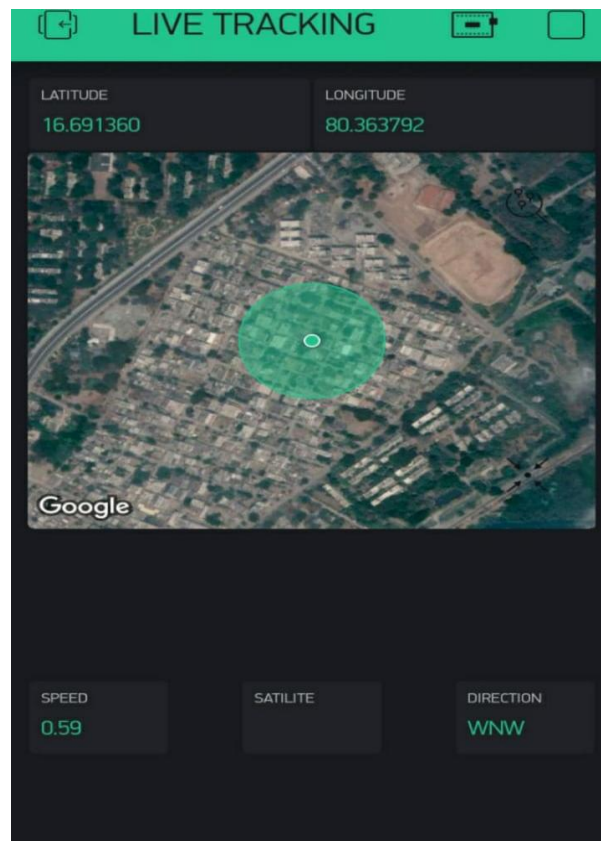 LIVE TRACKING
LATITUDE LONGITUDE
16.691360 80.363792
Google
SPEED SATILITE DIRECTION
0.59 WNW